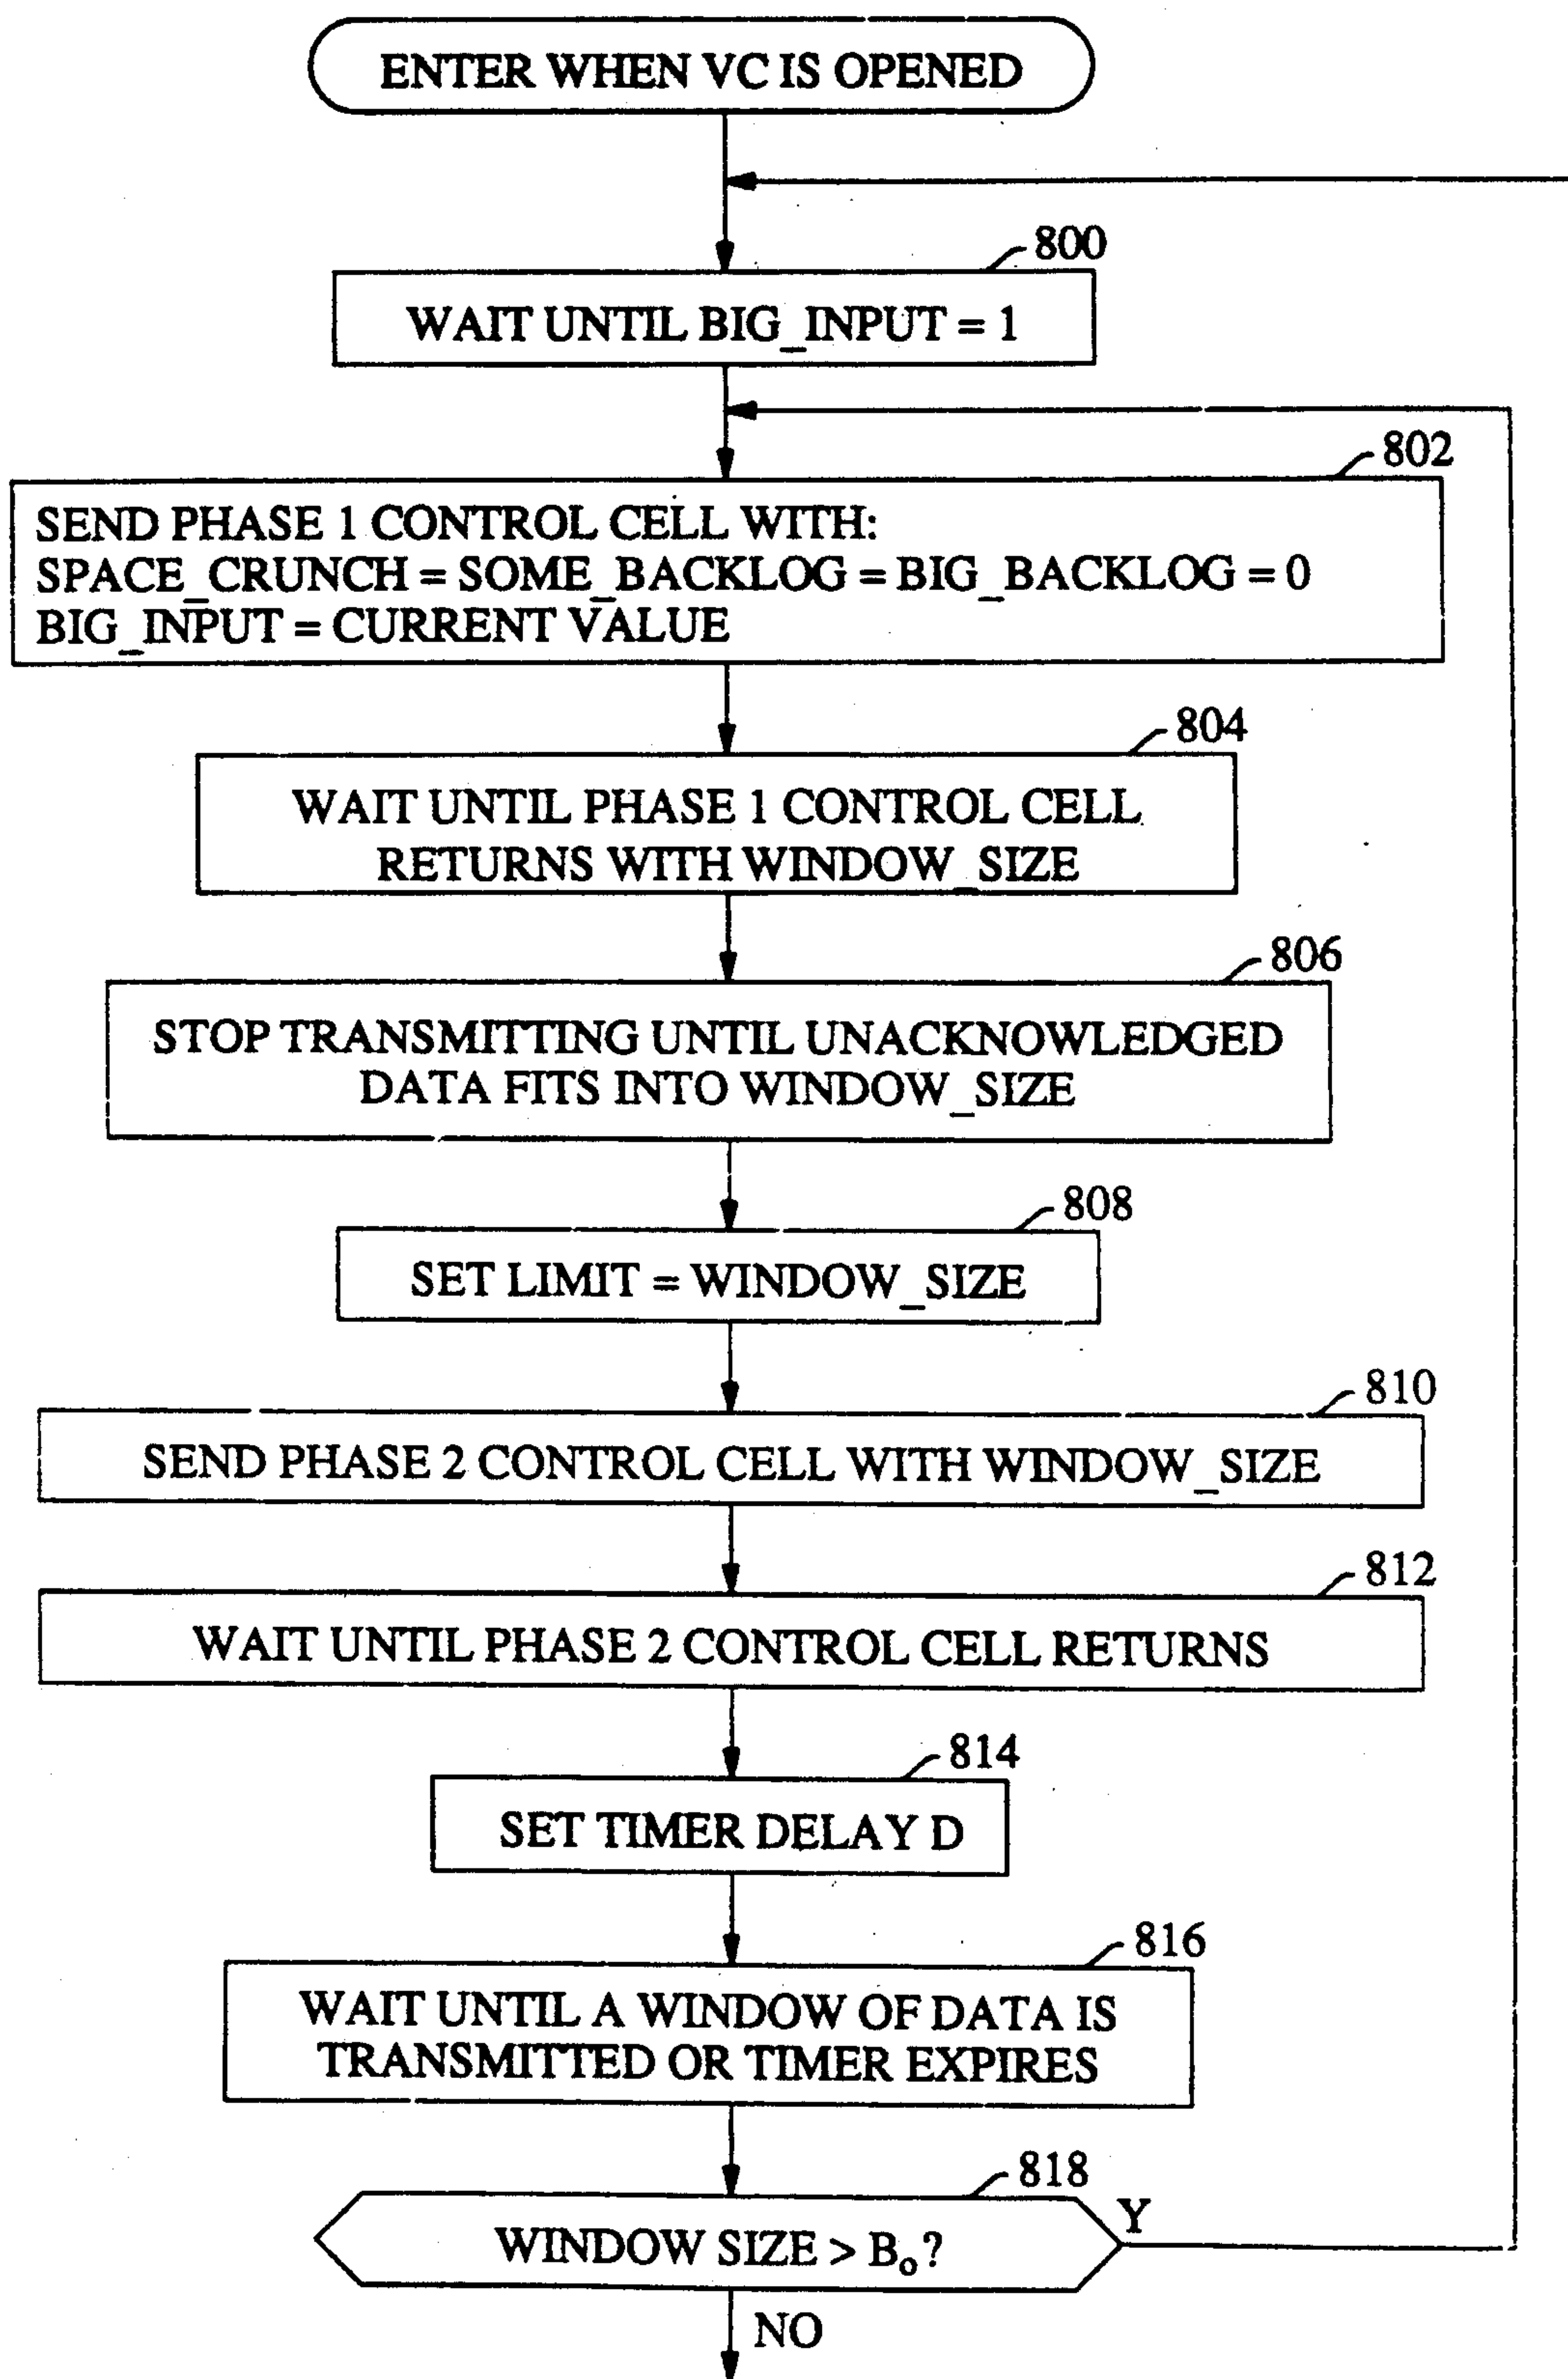 ENTER WHEN VC IS OPENED
800
WAIT UNTIL BIG_INPUT = 1
802
SEND PHASE 1 CONTROL CELL WITH:
SPACE_CRUNCH = SOME_BACKLOG = BIG_BACKLOG = 0
BIG_INPUT = CURRENT VALUE
804
WAIT UNTIL PHASE 1 CONTROL CELL
RETURNS WITH WINDOW_SIZE
806
STOP TRANSMITTING UNTIL UNACKNOWLEDGED
DATA FITS INTO WINDOW_SIZE
808
SET LIMIT = WINDOW_SIZE
810
SEND PHASE 2 CONTROL CELL WITH WINDOW_SIZE
812
WAIT UNTIL PHASE 2 CONTROL CELL RETURNS
814
SET TIMER DELAY D
816
WAIT UNTIL A WINDOW OF DATA IS
TRANSMITTED OR TIMER EXPIRES
818
WINDOW SIZE > Bo?
Y
NO